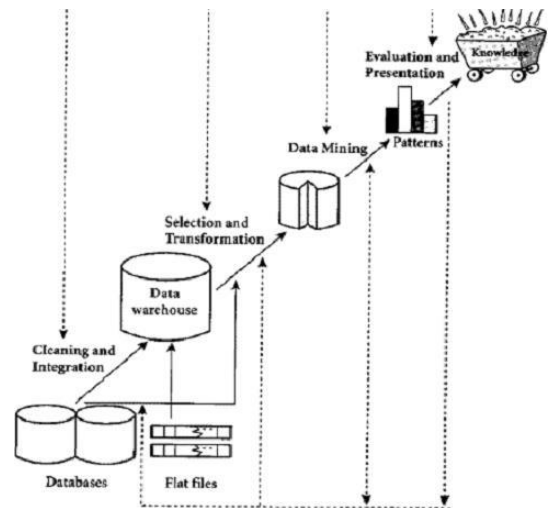 Evaluation and
Presentation
Knowledge
Patterns
Data Mining
Selection and
Transformation
Data
warehouse
Cleaning and
Integration
Databases
Flat files